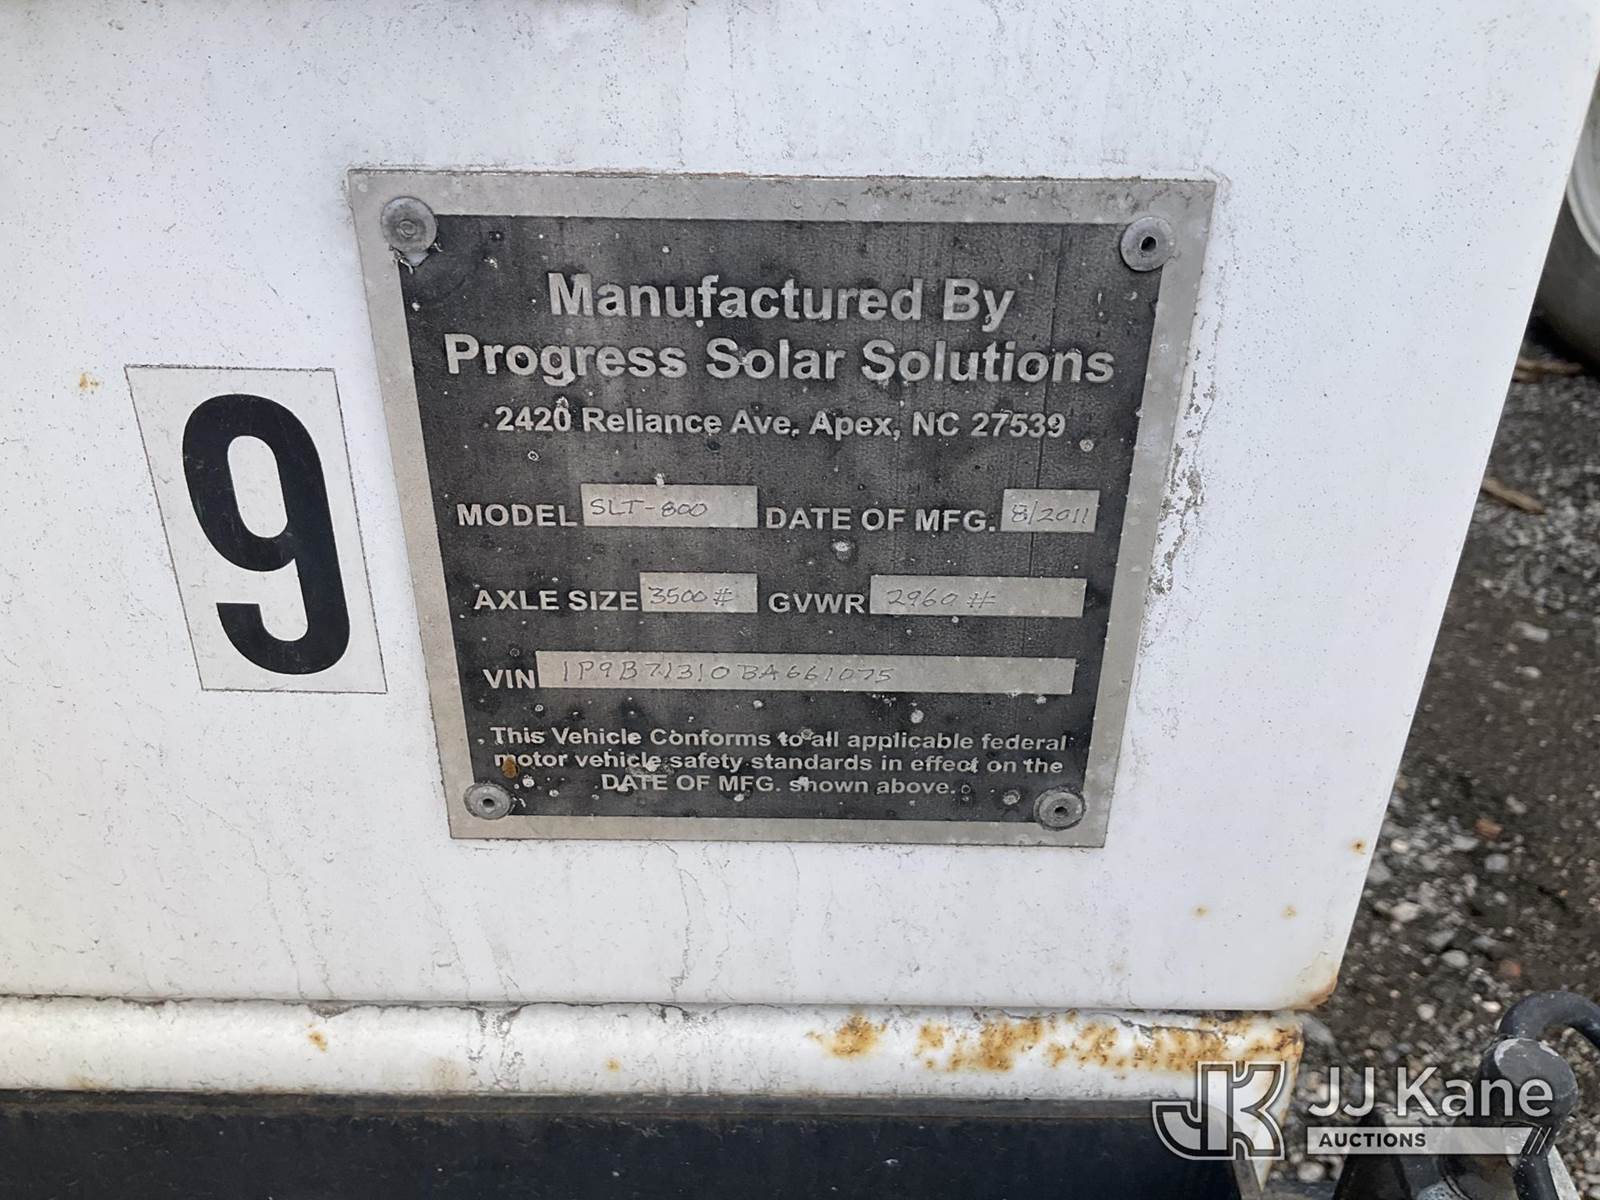 Manufactured By
Progress Solar Solutions
2420 Reliance Ave. Apex, NC 27539
MODEL SLT-800 DATE OF MFG. 8/2011
AXLE SIZE 3500# GVWR 2960#
VIN 1P9B71310BA661075
This Vehicle Conforms to all applicable federal
motor vehicle safety standards in effect on the
DATE OF MFG. shown above.
9
JK JJ Kane
AUCTIONS